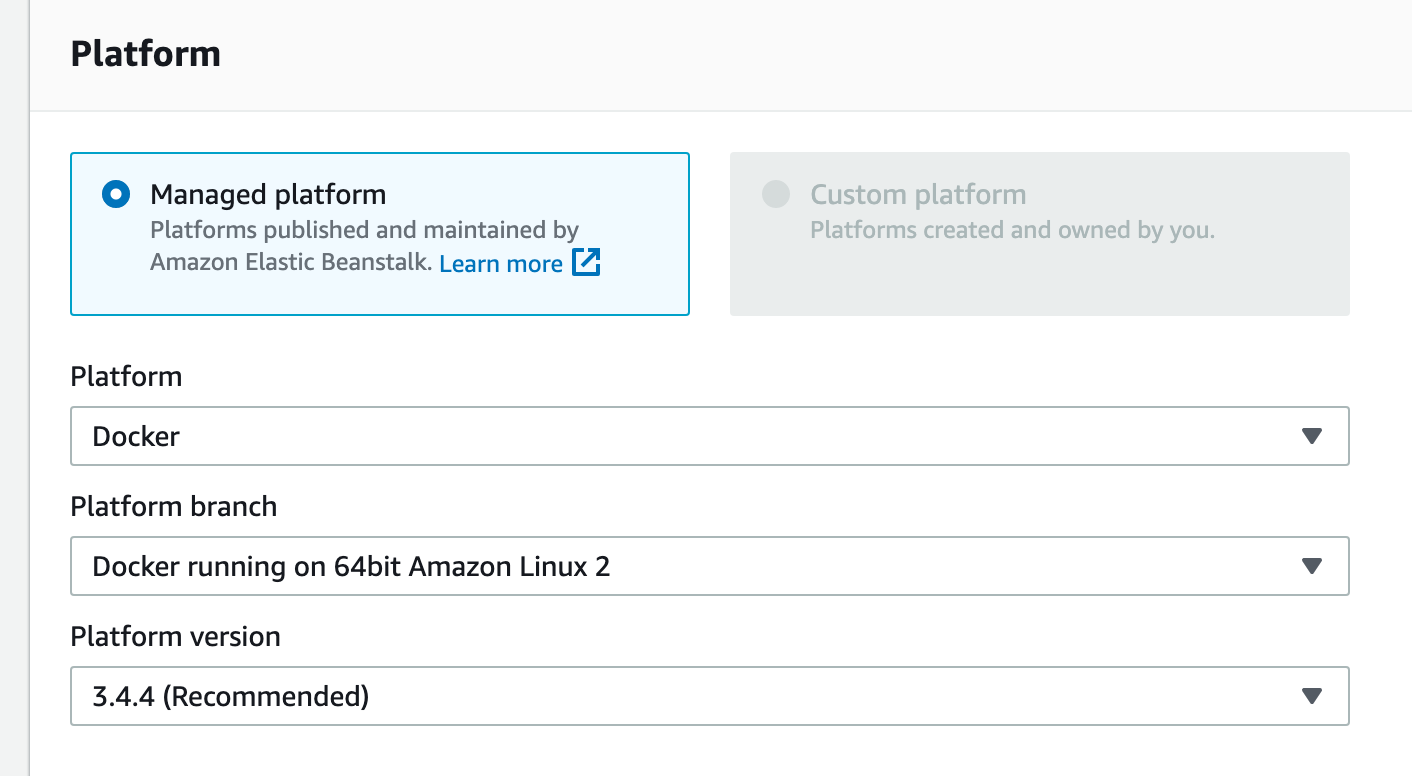 Platform
Managed platform
Platforms published and maintained by
Amazon Elastic Beanstalk. Learn more
Custom platform
Platforms created and owned by you.
Platform
Docker
Platform branch
Docker running on 64bit Amazon Linux 2
Platform version
3.4.4 (Recommended)